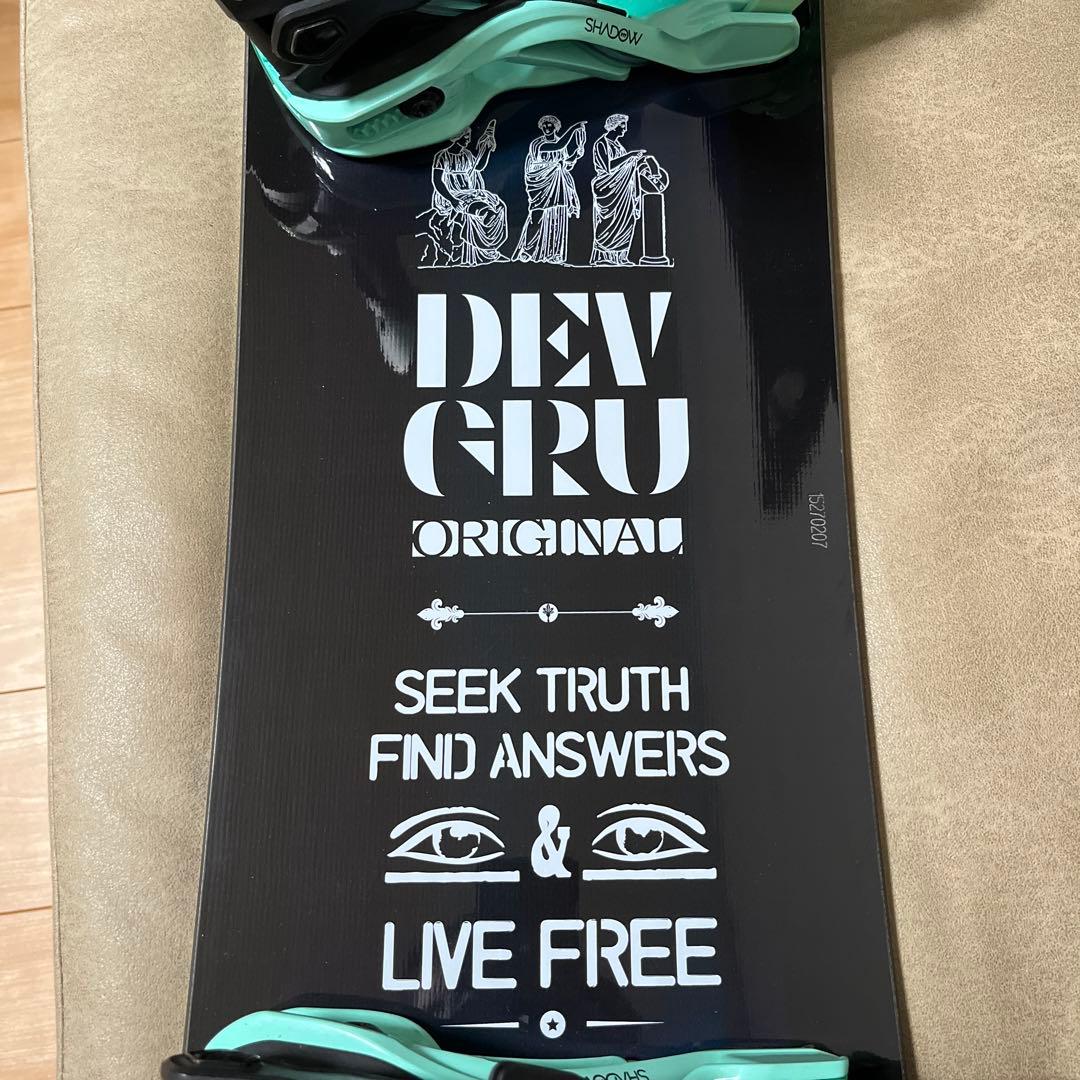 SHADOW
DEV
GRU
ORIGINAL
15270207
SEEK TRUTH
FIND ANSWERS
&
LIVE FREE
SHADOW